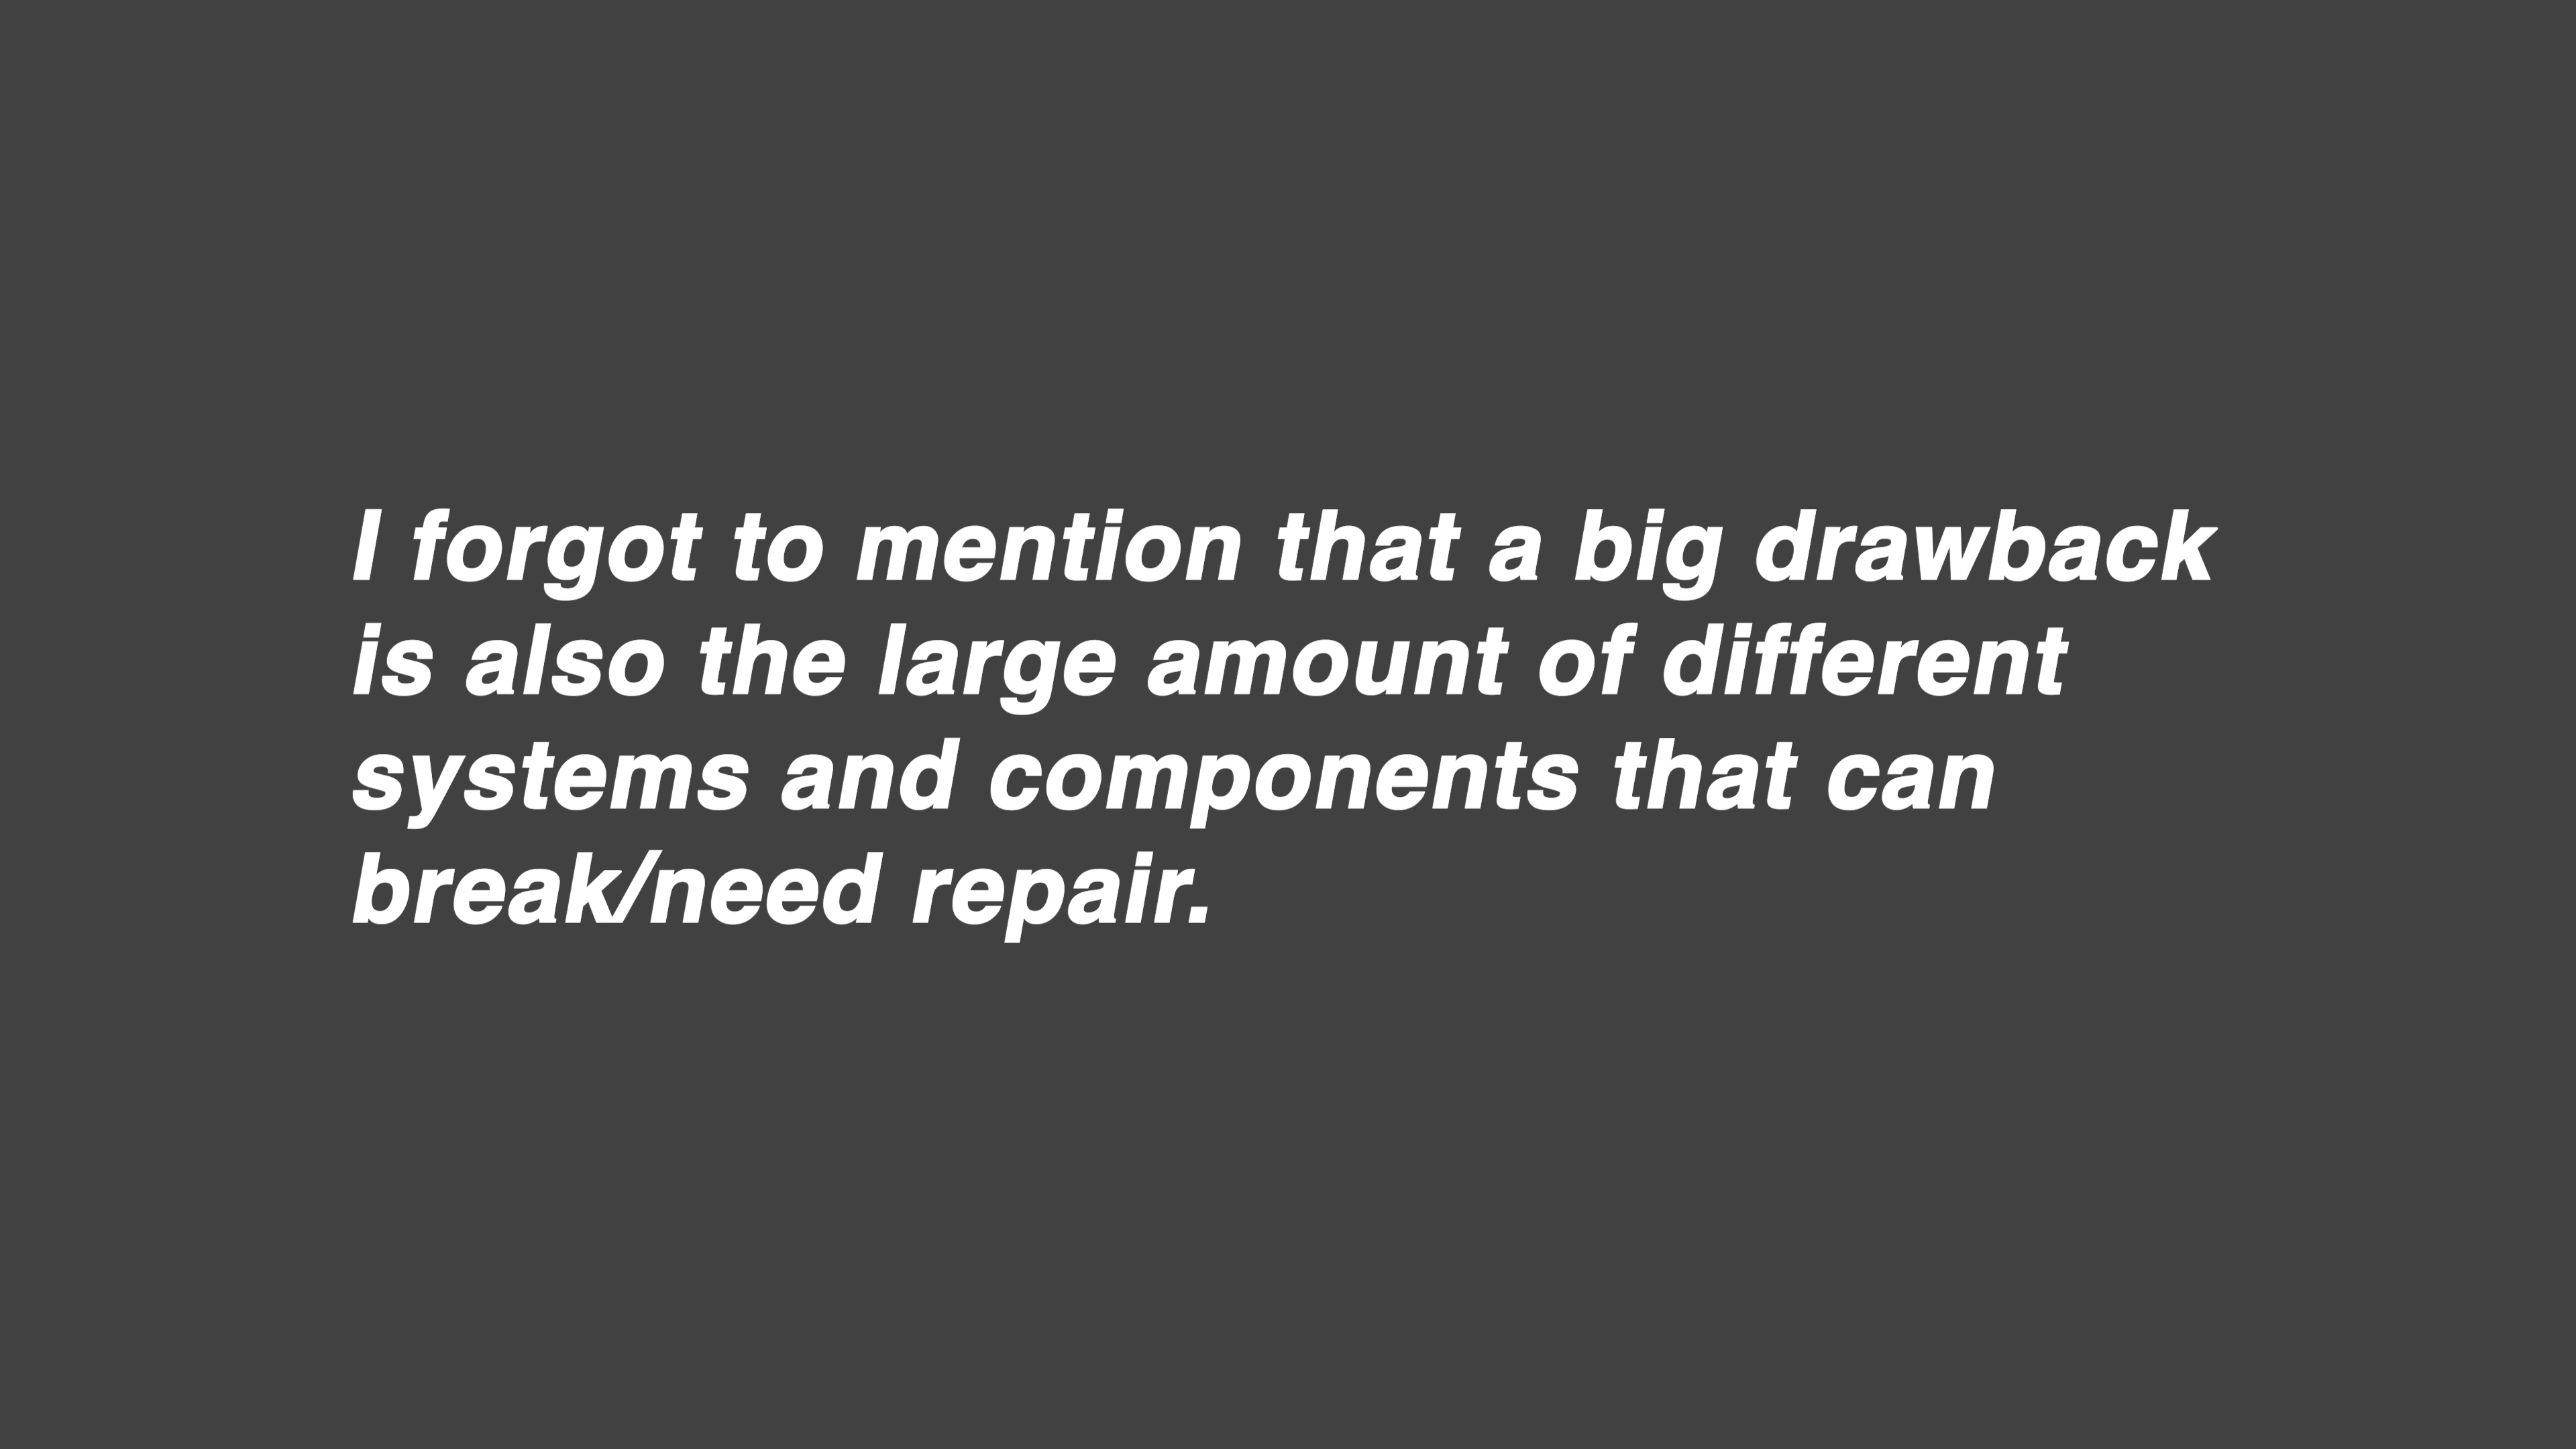 I forgot to mention that a big drawback
is also the large amount of different
systems and components that can
break/need repair.